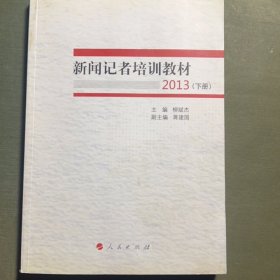 新闻记者培训教材
2013(下册)
主 编 柳斌杰
副主编 蒋建国
人民出版社